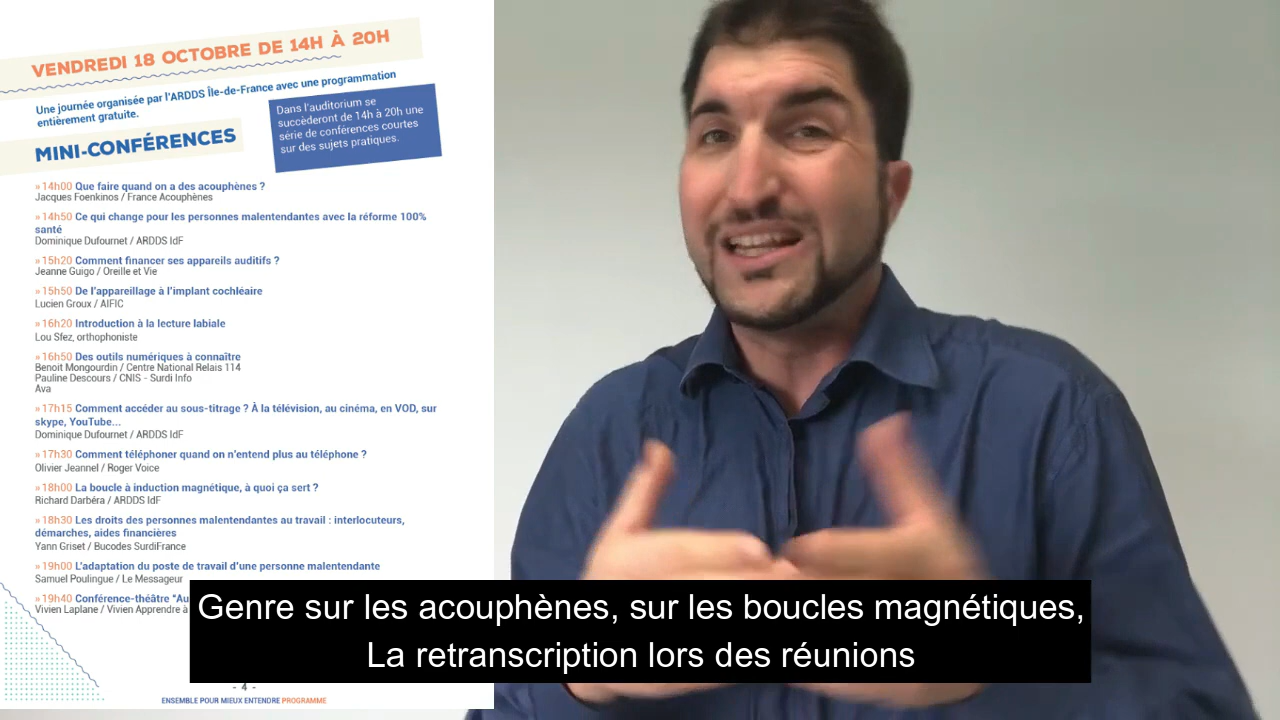 VENDREDI 18 OCTOBRE DE 14H À 20H
Une journée organisée par l'ARDDS Île-de-France avec une programmation
entièrement gratuite.
MINI-CONFÉRENCES
Dans l'auditorium se
succèderont de 14h à 20h une
série de conférences courtes
sur des sujets pratiques.
» 14h00 Que faire quand on a des acouphènes ?
Jacques Foenkinos / France Acouphènes
» 14h50 Ce qui change pour les personnes malentendantes avec la réforme 100%
santé
Dominique Dufournet / ARDDS IdF
» 15h20 Comment financer ses appareils auditifs ?
Jeanne Guigo / Oreille et Vie
» 15h50 De l'appareillage à l'implant cochléaire
Lucien Groux / AIFIC
» 16h20 Introduction à la lecture labiale
Lou Sfez, orthophoniste
» 16h50 Des outils numériques à connaître
Benoit Mongourdin / Centre National Relais 114
Pauline Descours / CNIS - Surdi Info
Ava
» 17h15 Comment accéder au sous-titrage ? À la télévision, au cinéma, en VOD, sur
skype, YouTube...
Dominique Dufournet / ARDDS IdF
» 17h30 Comment téléphoner quand on n'entend plus au téléphone ?
Olivier Jeannel / Roger Voice
» 18h00 La boucle à induction magnétique, à quoi ça sert ?
Richard Darbéra / ARDDS IdF
» 18h30 Les droits des personnes malentendantes au travail : interlocuteurs,
démarches, aides financières
Yann Griset / Bucodes SurdiFrance
» 19h00 L'adaptation du poste de travail d'une personne malentendante
Samuel Poulingue / Le Messageur
» 19h40 Conférence-théâtre "Au
Vivien Laplane / Vivien Apprendre à
Genre sur les acouphènes, sur les boucles magnétiques,
La retranscription lors des réunions
- 4 -
ENSEMBLE POUR MIEUX ENTENDRE PROGRAMME